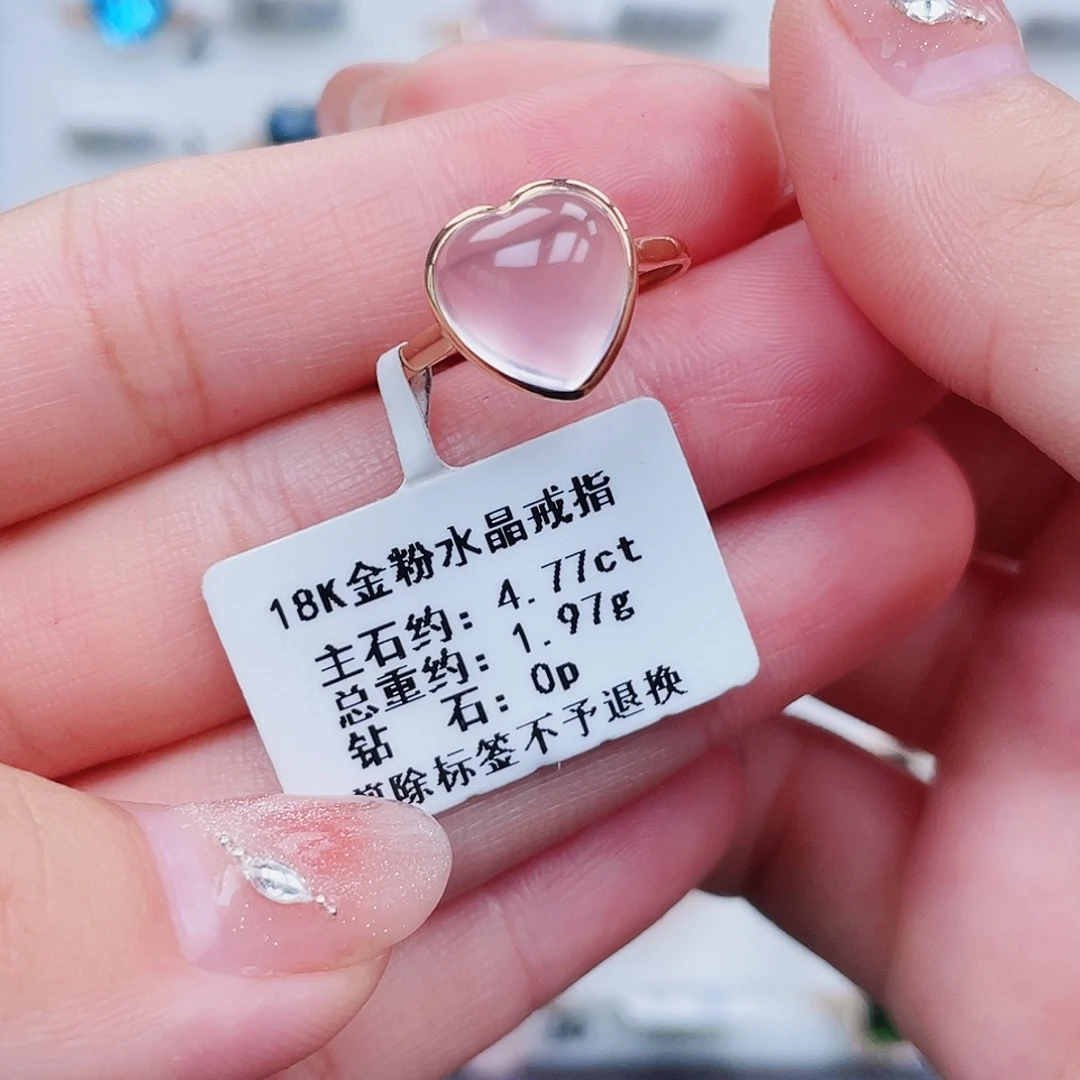 18K金粉水晶戒指
主石约: 4.77ct
总重约: 1.97g
钻 石: 0p
剪除标签不予退换